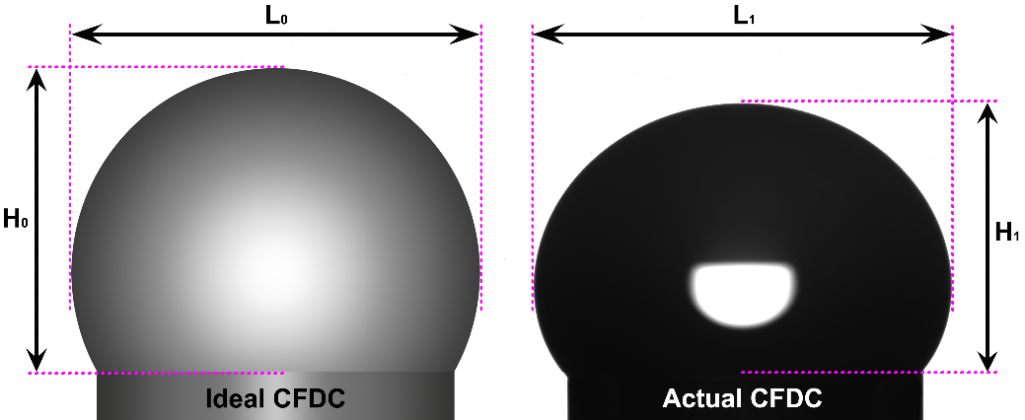 L₀
L₁
H₀
H₁
Ideal CFDC
Actual CFDC